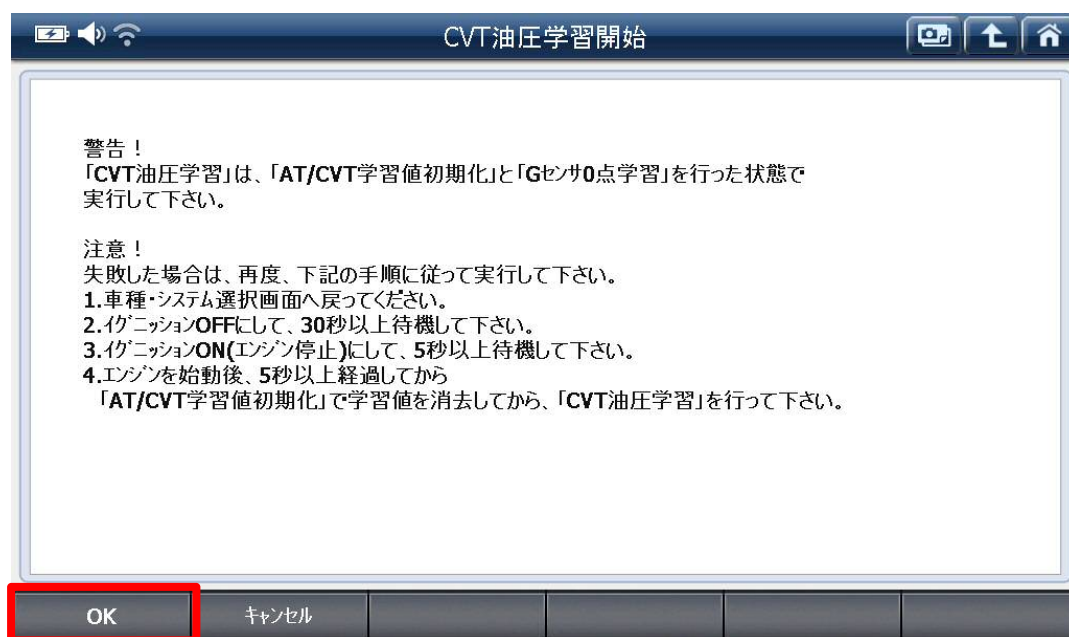 CVT油圧学習開始
警告！
「CVT油圧学習」は、「AT/CVT学習値初期化」と「Gｾﾝｻ0点学習」を行った状態で
実行して下さい。
注意！
失敗した場合は、再度、下記の手順に従って実行して下さい。
1.車種･ｼｽﾃﾑ選択画面へ戻ってください。
2.ｲｸﾞﾆｯｼｮﾝOFFにして、30秒以上待機して下さい。
3.ｲｸﾞﾆｯｼｮﾝON(ｴﾝｼﾞﾝ停止)にして、5秒以上待機して下さい。
4.ｴﾝｼﾞﾝを始動後、5秒以上経過してから
「AT/CVT学習値初期化」で学習値を消去してから、「CVT油圧学習」を行って下さい。
OK ｷｬﾝｾﾙ